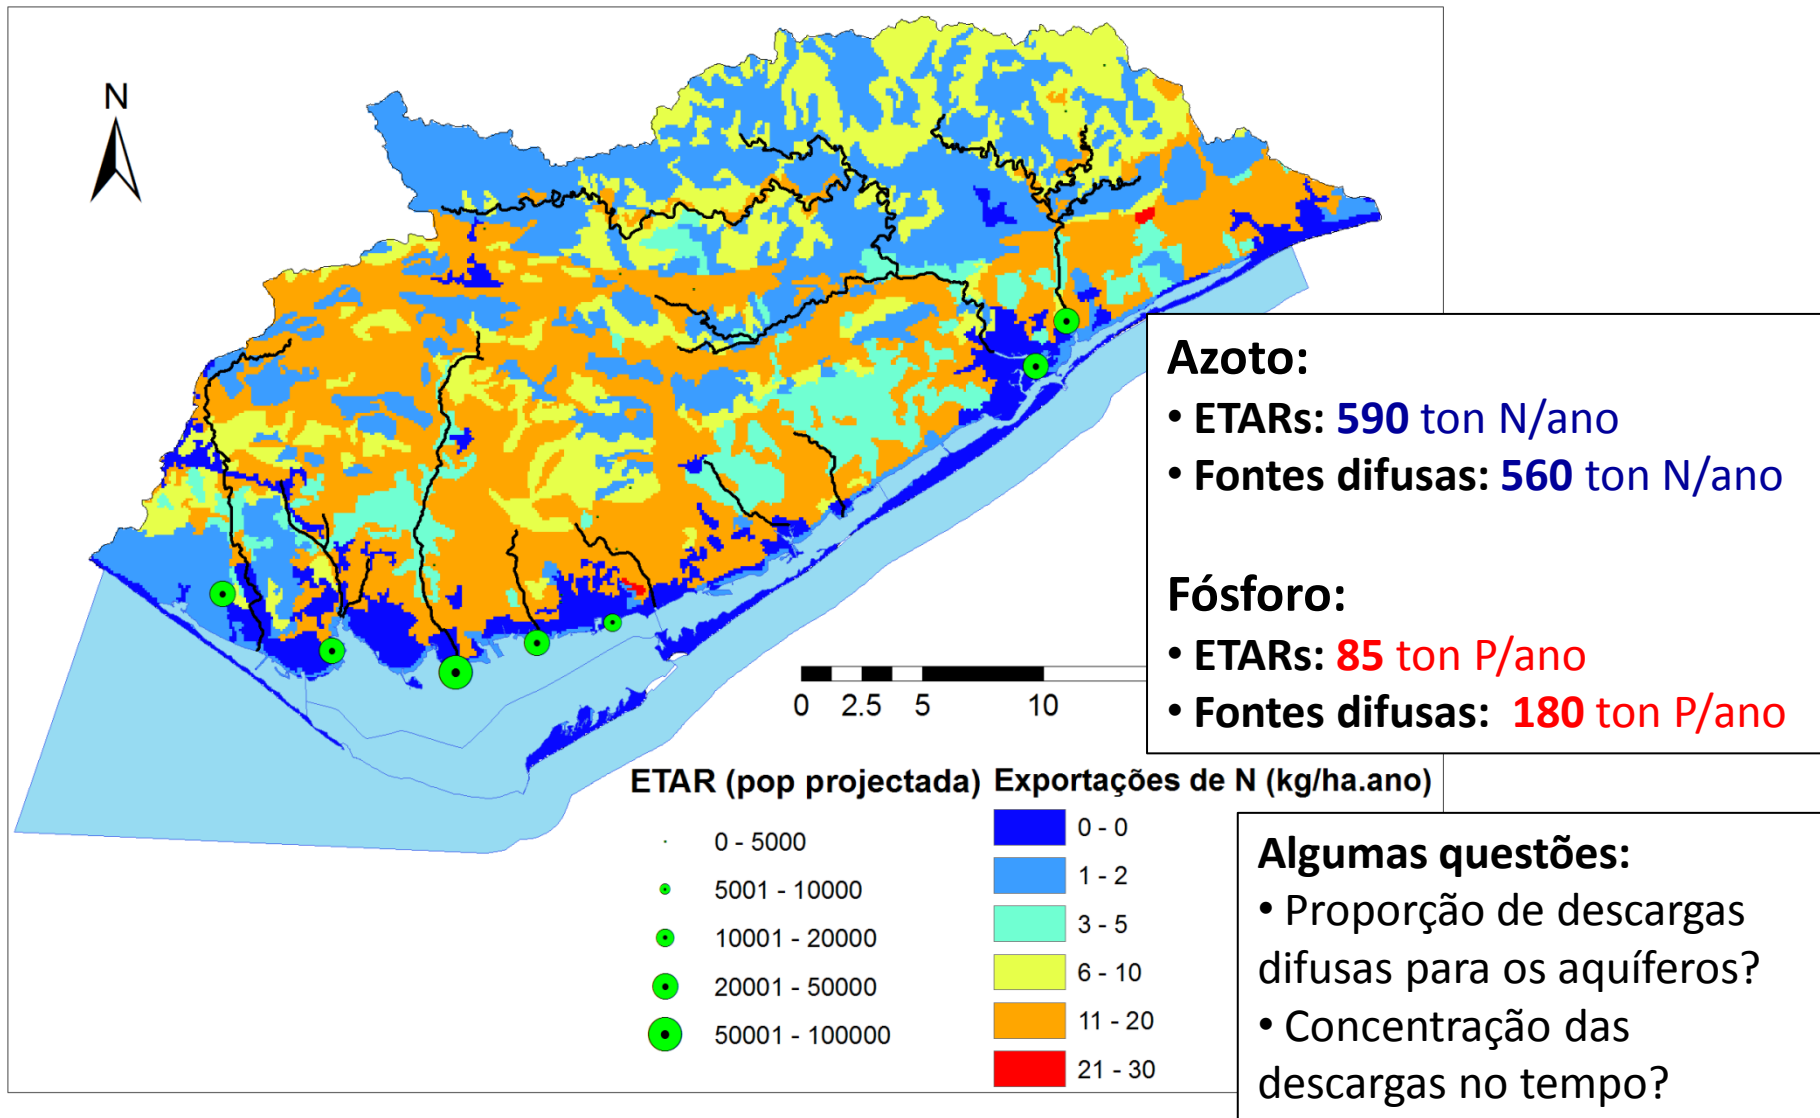 N
Azoto:
• ETARs: 590 ton N/ano
• Fontes difusas: 560 ton N/ano
Fósforo:
• ETARs: 85 ton P/ano
• Fontes difusas: 180 ton P/ano
0 2.5 5 10
ETAR (pop projectada)
0 - 5000
5001 - 10000
10001 - 20000
20001 - 50000
50001 - 100000
Exportações de N (kg/ha.ano)
0 - 0
1 - 2
3 - 5
6 - 10
11 - 20
21 - 30
Algumas questões:
• Proporção de descargas
difusas para os aquíferos?
• Concentração das
descargas no tempo?